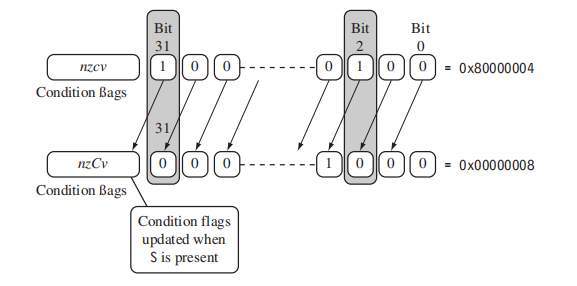 Bit Bit Bit
31 2 0
nzcv 1 0 0 0 1 0 0 = 0x80000004
Condition ßags
31
nzCv 0 0 0 1 0 0 0 = 0x00000008
Condition ßags
Condition flags
updated when
S is present